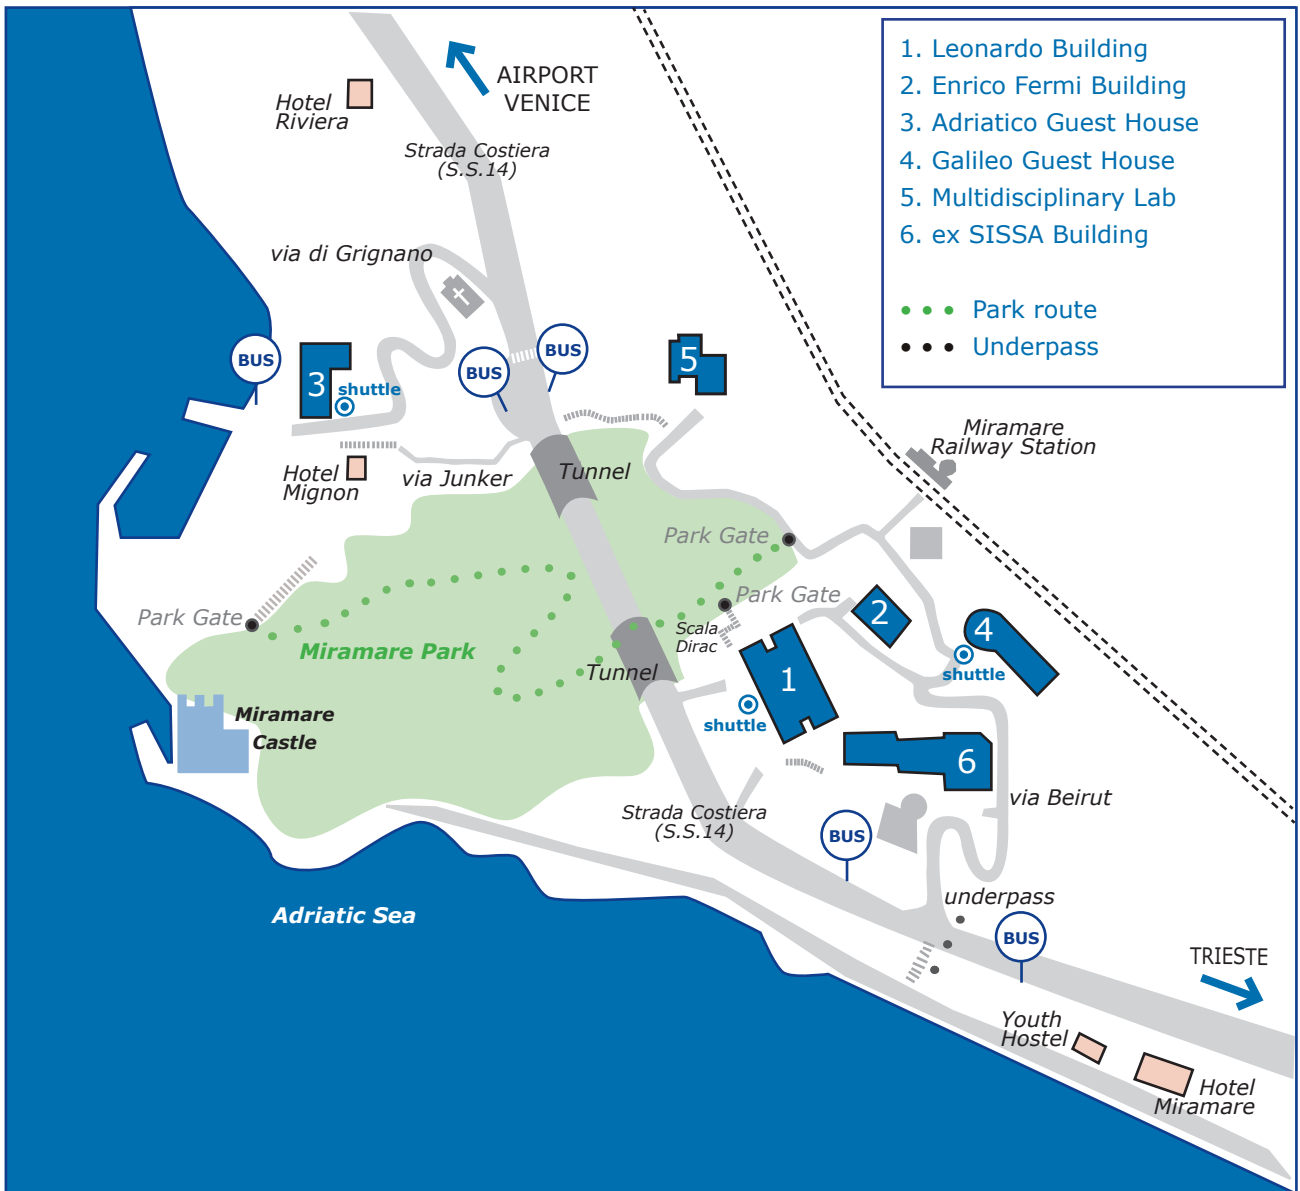 AIRPORT
VENICE
1. Leonardo Building
2. Enrico Fermi Building
3. Adriatico Guest House
4. Galileo Guest House
5. Multidisciplinary Lab
6. ex SISSA Building
Park route
Underpass
Hotel
Riviera
Strada Costiera
(S.S.14)
via di Grignano
BUS
BUS
BUS
3
shuttle
5
Miramare
Railway Station
Hotel
Mignon
via Junker
Tunnel
Park Gate
Park Gate
Park Gate
2
Scala
Dirac
4
Miramare Park
Tunnel
1
shuttle
shuttle
Miramare
Castle
6
via Beirut
Strada Costiera
(S.S.14)
BUS
underpass
Adriatic Sea
BUS
TRIESTE
Youth
Hostel
Hotel
Miramare